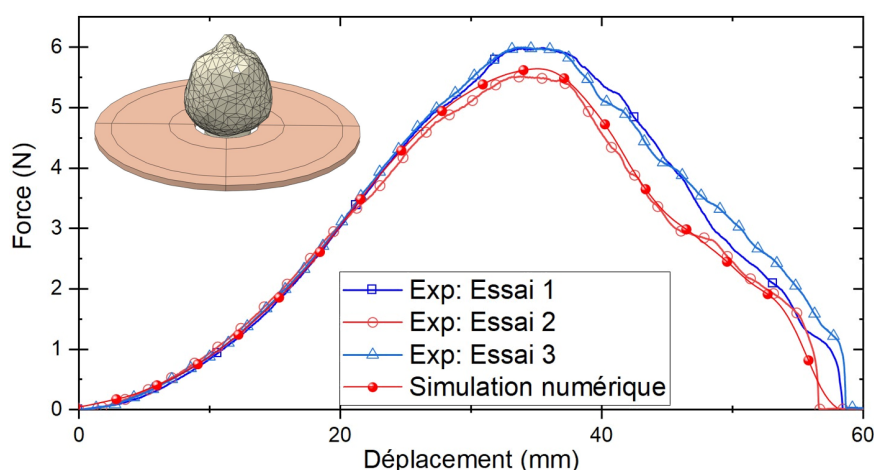 6
5
4
3
2
1
0
Force (N)
Exp: Essai 1
Exp: Essai 2
Exp: Essai 3
Simulation numérique
0 20 40 60
Déplacement (mm)